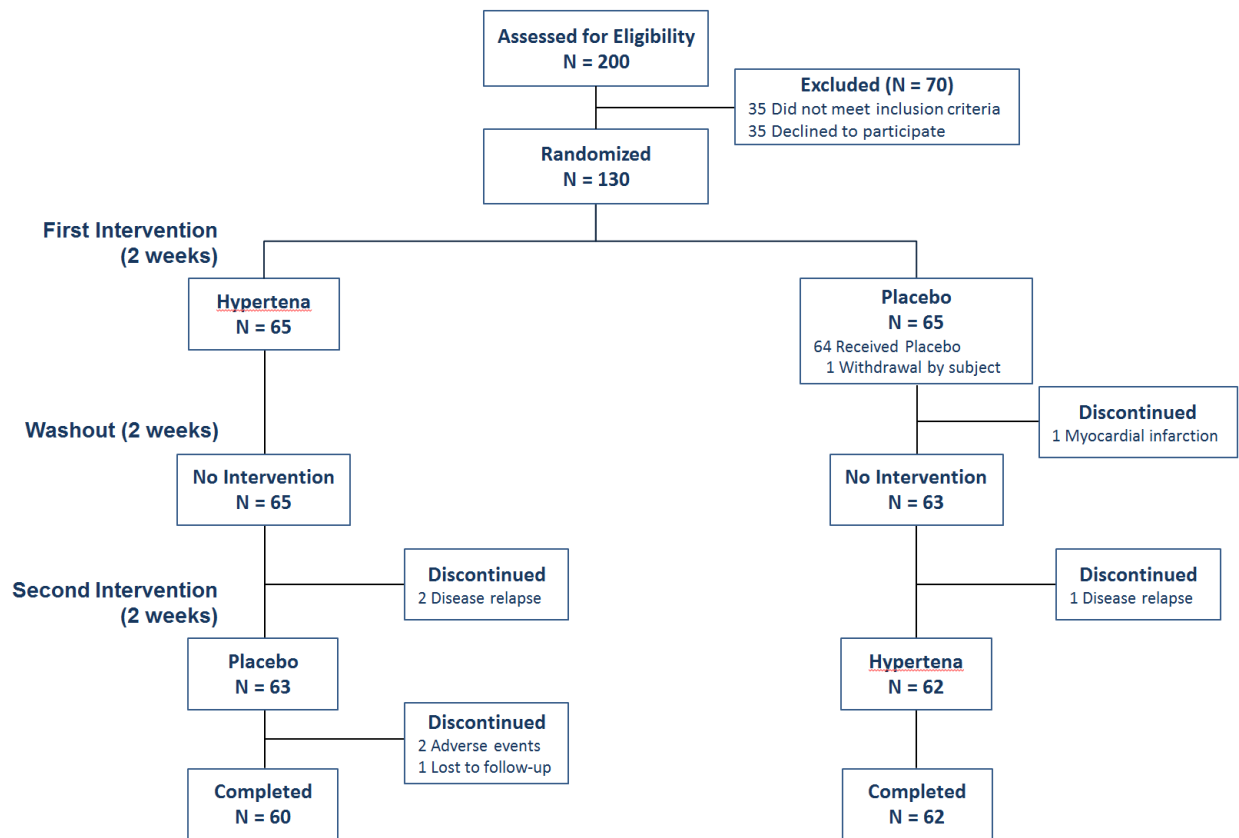 Assessed for Eligibility
N = 200
Excluded (N = 70)
35 Did not meet inclusion criteria
35 Declined to participate
Randomized
N = 130
First Intervention
(2 weeks)
Hypertena
N = 65
Placebo
N = 65
64 Received Placebo
1 Withdrawal by subject
Discontinued
1 Myocardial infarction
Washout (2 weeks)
No Intervention
N = 65
No Intervention
N = 63
Discontinued
2 Disease relapse
Discontinued
1 Disease relapse
Second Intervention
(2 weeks)
Placebo
N = 63
Hypertena
N = 62
Discontinued
2 Adverse events
1 Lost to follow-up
Completed
N = 60
Completed
N = 62